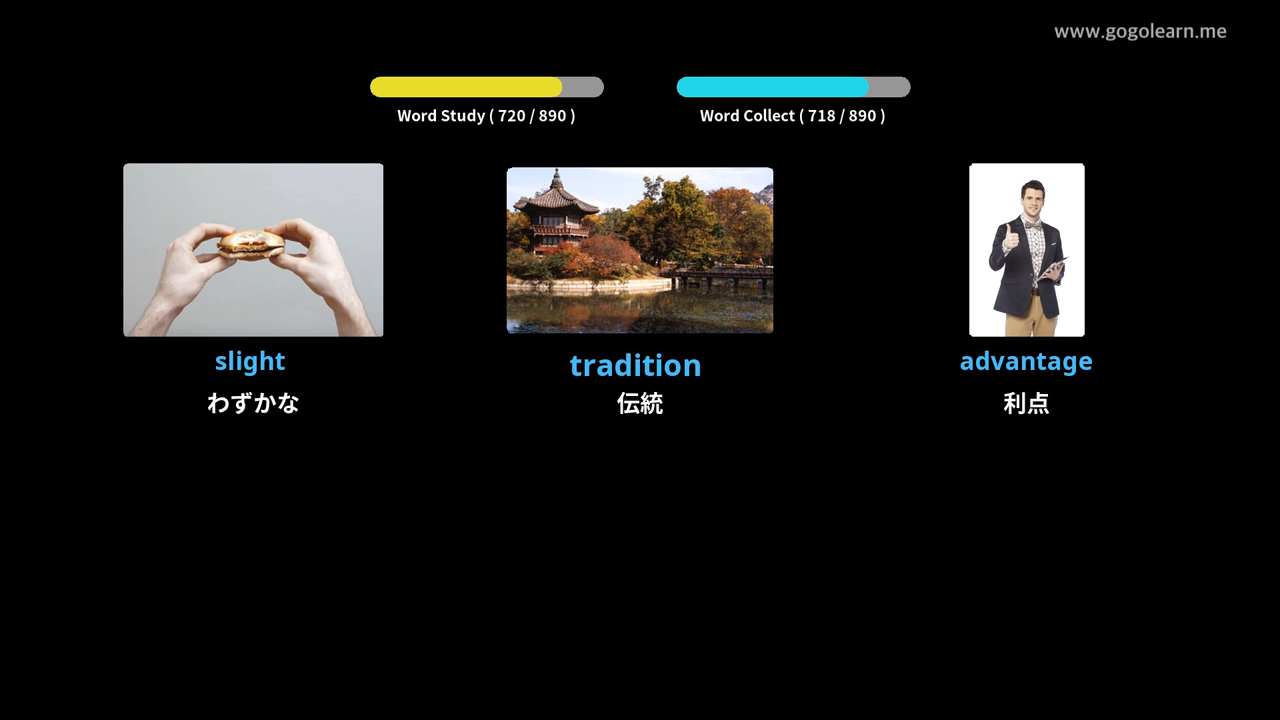 www.gogolearn.me
Word Study ( 720 / 890 )
Word Collect ( 718 / 890 )
slight
わずかな
tradition
伝統
advantage
利点